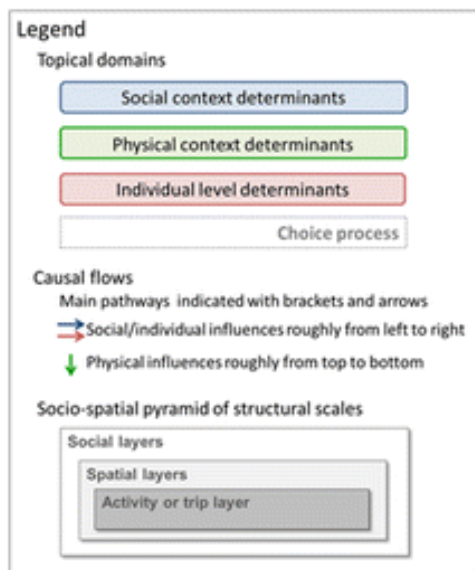 Legend
Topical domains
Social context determinants
Physical context determinants
Individual level determinants
Choice process
Causal flows
Main pathways indicated with brackets and arrows
Social/individual influences roughly from left to right
Physical influences roughly from top to bottom
Socio-spatial pyramid of structural scales
Social layers
Spatial layers
Activity or trip layer